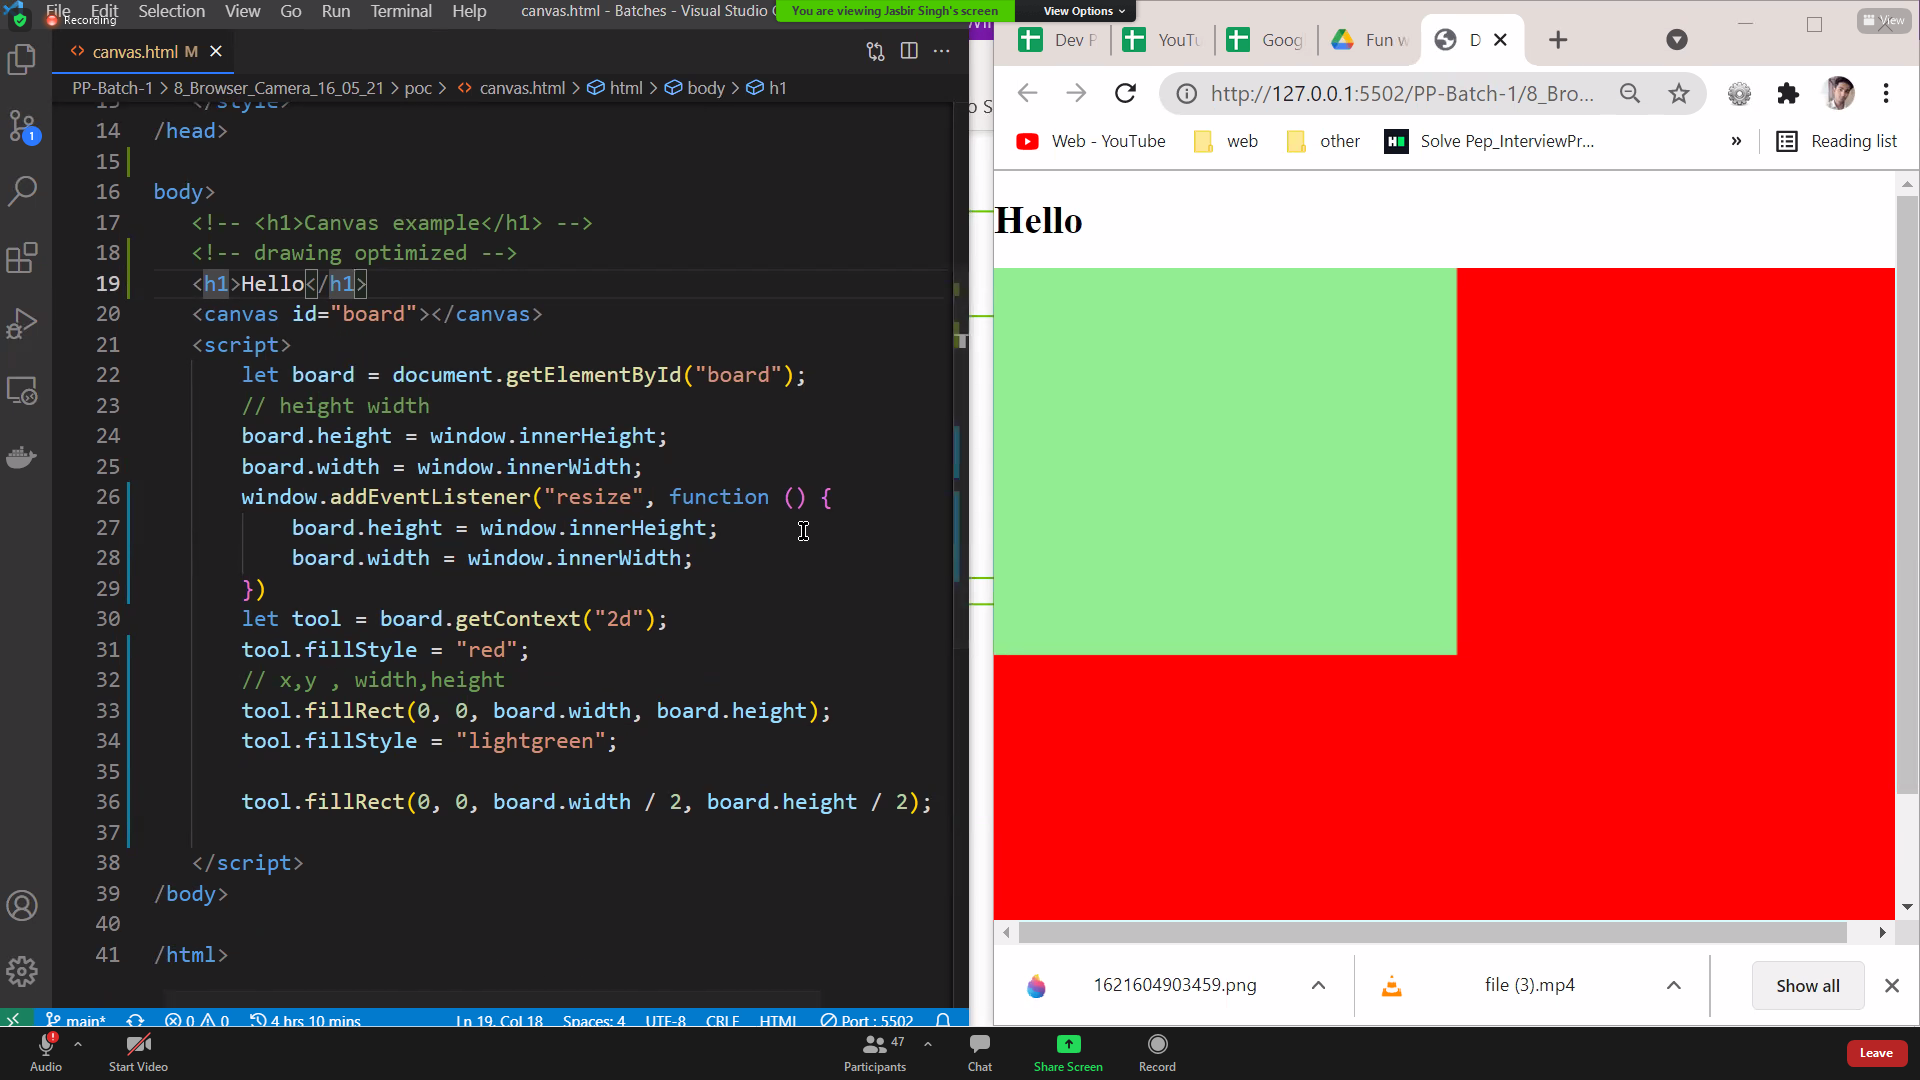 File Edit Selection View Go Run Terminal Help canvas.html - Batches - Visual Studio C
Recording
You are viewing Jasbir Singh's screen
View Options
View
canvas.html M
PP-Batch-1 > 8_Browser_Camera_16_05_21 > poc > canvas.html > html > body > h1
13 </style>
14 /head>
15
16 body>
17 <!-- <h1>Canvas example</h1> -->
18 <!-- drawing optimized -->
19 <h1>Hello</h1>
20 <canvas id="board"></canvas>
21 <script>
22 let board = document.getElementById("board");
23 // height width
24 board.height = window.innerHeight;
25 board.width = window.innerWidth;
26 window.addEventListener("resize", function () {
27 board.height = window.innerHeight;
28 board.width = window.innerWidth;
29 })
30 let tool = board.getContext("2d");
31 tool.fillStyle = "red";
32 // x,y , width,height
33 tool.fillRect(0, 0, board.width, board.height);
34 tool.fillStyle = "lightgreen";
35
36 tool.fillRect(0, 0, board.width / 2, board.height / 2);
37
38 </script>
39 /body>
40
41 /html>
1
main* 0 0 4 hrs 10 mins Ln 19, Col 18 Spaces: 4 UTF-8 CRLF HTML Port : 5502
Dev P YouTu Goog Fun w D
http://127.0.0.1:5502/PP-Batch-1/8_Bro...
Web - YouTube web other Solve Pep_InterviewPr... » Reading list
Hello
1621604903459.png file (3).mp4 Show all
Audio Start Video Participants 47 Chat Share Screen Record Leave